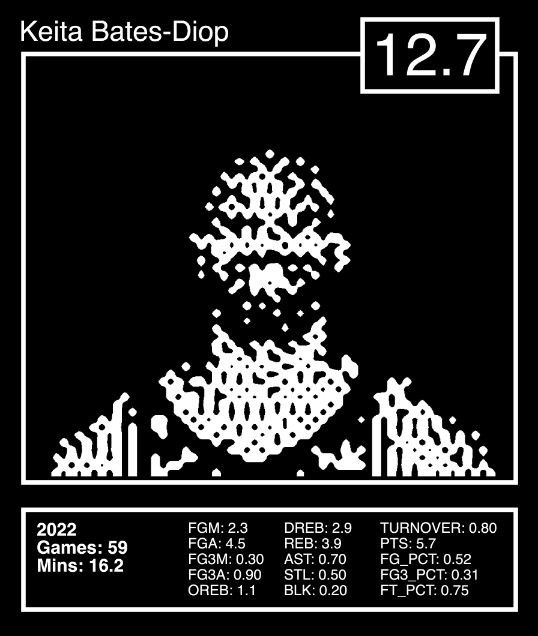 Keita Bates-Diop
12.7
2022
Games: 59
Mins: 16.2
FGM: 2.3
FGA: 4.5
FG3M: 0.30
FG3A: 0.90
OREB: 1.1
DREB: 2.9
REB: 3.9
AST: 0.70
STL: 0.50
BLK: 0.20
TURNOVER: 0.80
PTS: 5.7
FG_PCT: 0.52
FG3_PCT: 0.31
FT_PCT: 0.75